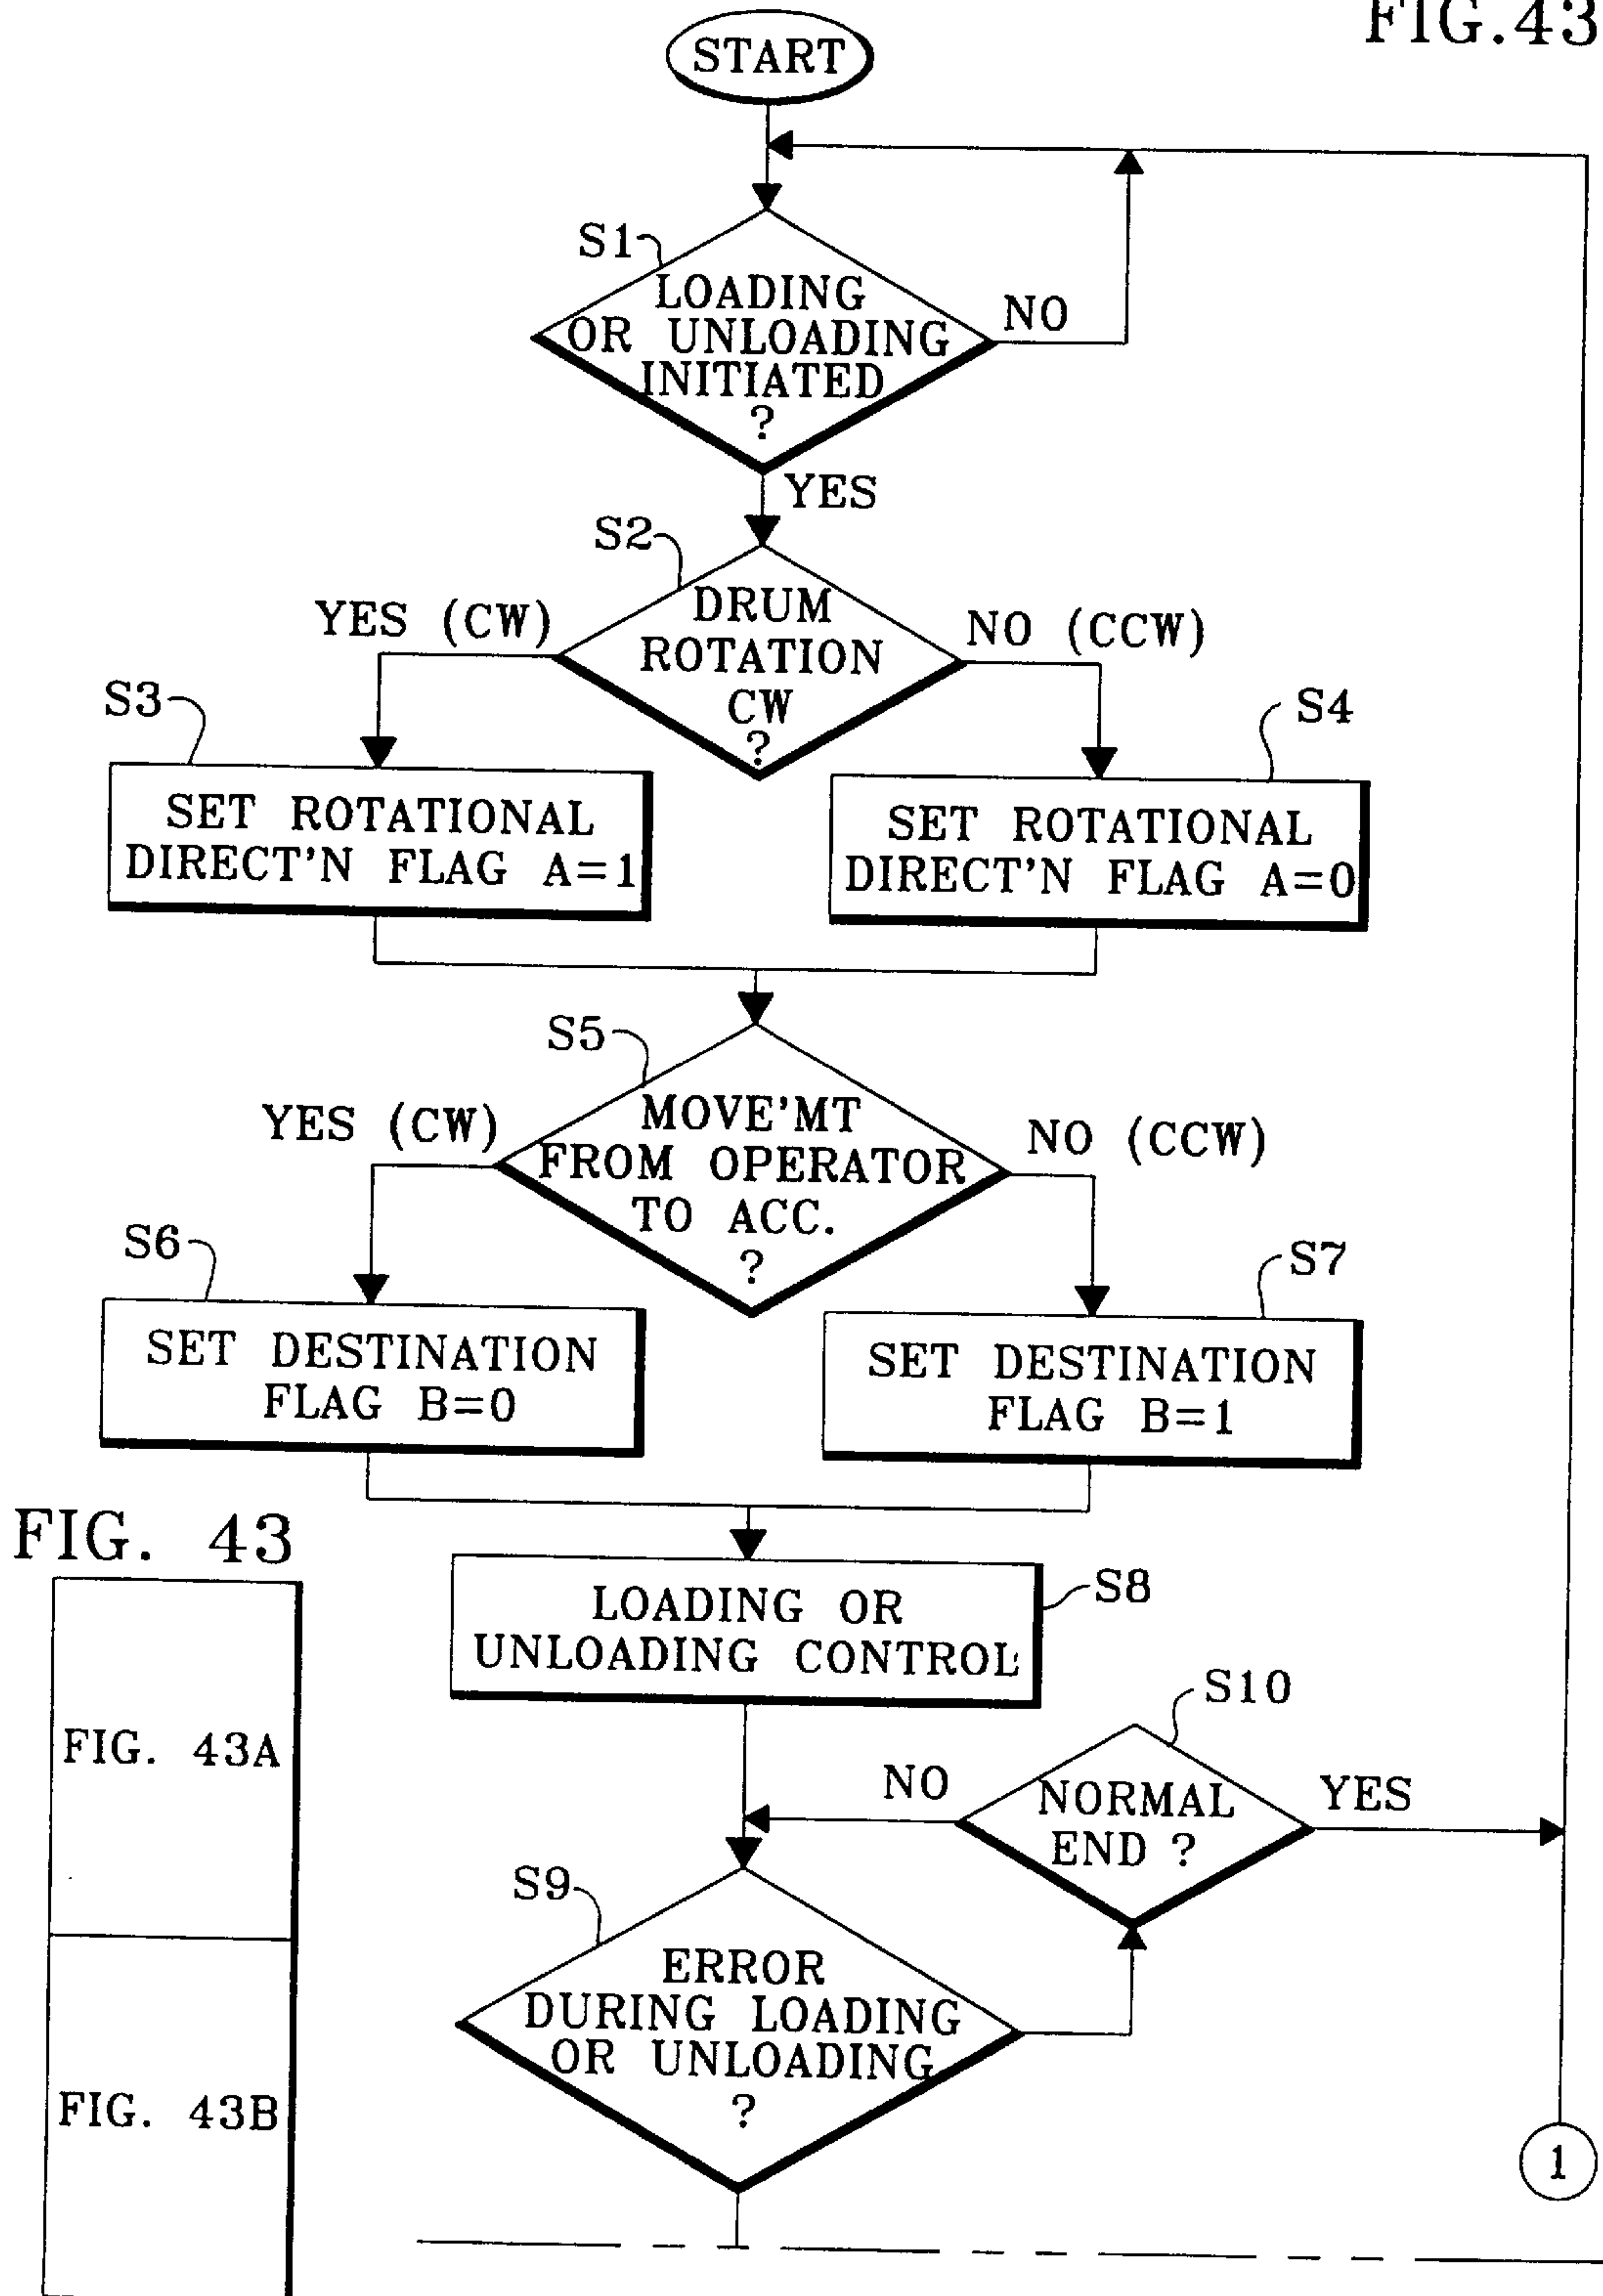 FIG.43
START
S1
LOADING
OR UNLOADING
INITIATED
?
NO
YES
S2
DRUM
ROTATION
CW
?
YES (CW)
NO (CCW)
S3
SET ROTATIONAL
DIRECT'N FLAG A=1
S4
SET ROTATIONAL
DIRECT'N FLAG A=0
S5
MOVE'MT
FROM OPERATOR
TO ACC.
?
YES (CW)
NO (CCW)
S6
SET DESTINATION
FLAG B=0
S7
SET DESTINATION
FLAG B=1
FIG. 43
FIG. 43A
FIG. 43B
LOADING OR
UNLOADING CONTROL
S8
S10
NORMAL
END ?
NO
YES
S9
ERROR
DURING LOADING
OR UNLOADING
?
1